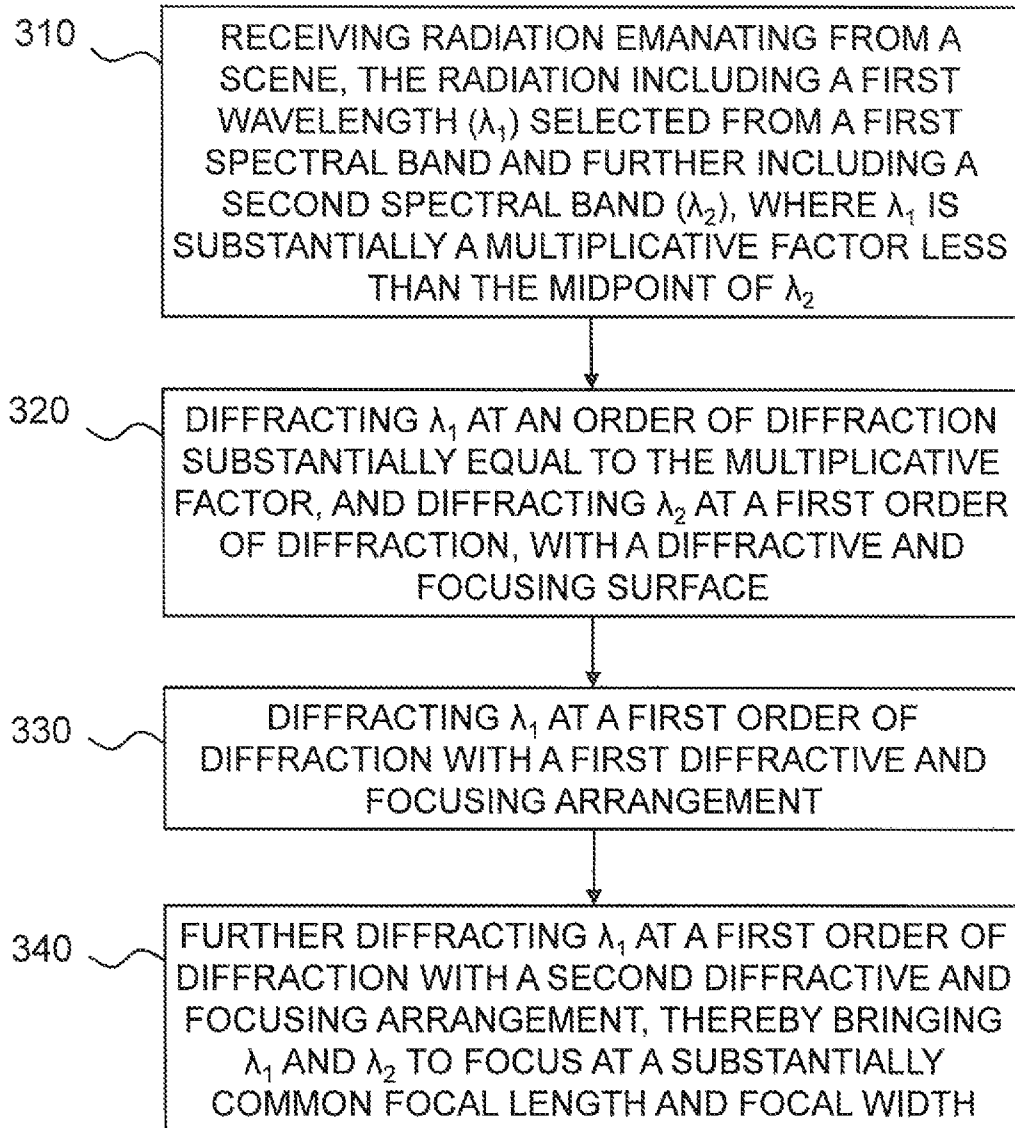 310
RECEIVING RADIATION EMANATING FROM A
SCENE, THE RADIATION INCLUDING A FIRST
WAVELENGTH (λ₁) SELECTED FROM A FIRST
SPECTRAL BAND AND FURTHER INCLUDING A
SECOND SPECTRAL BAND (λ₂), WHERE λ₁ IS
SUBSTANTIALLY A MULTIPLICATIVE FACTOR LESS
THAN THE MIDPOINT OF λ₂
320
DIFFRACTING λ₁ AT AN ORDER OF DIFFRACTION
SUBSTANTIALLY EQUAL TO THE MULTIPLICATIVE
FACTOR, AND DIFFRACTING λ₂ AT A FIRST ORDER
OF DIFFRACTION, WITH A DIFFRACTIVE AND
FOCUSING SURFACE
330
DIFFRACTING λ₁ AT A FIRST ORDER OF
DIFFRACTION WITH A FIRST DIFFRACTIVE AND
FOCUSING ARRANGEMENT
340
FURTHER DIFFRACTING λ₁ AT A FIRST ORDER OF
DIFFRACTION WITH A SECOND DIFFRACTIVE AND
FOCUSING ARRANGEMENT, THEREBY BRINGING
λ₁ AND λ₂ TO FOCUS AT A SUBSTANTIALLY
COMMON FOCAL LENGTH AND FOCAL WIDTH